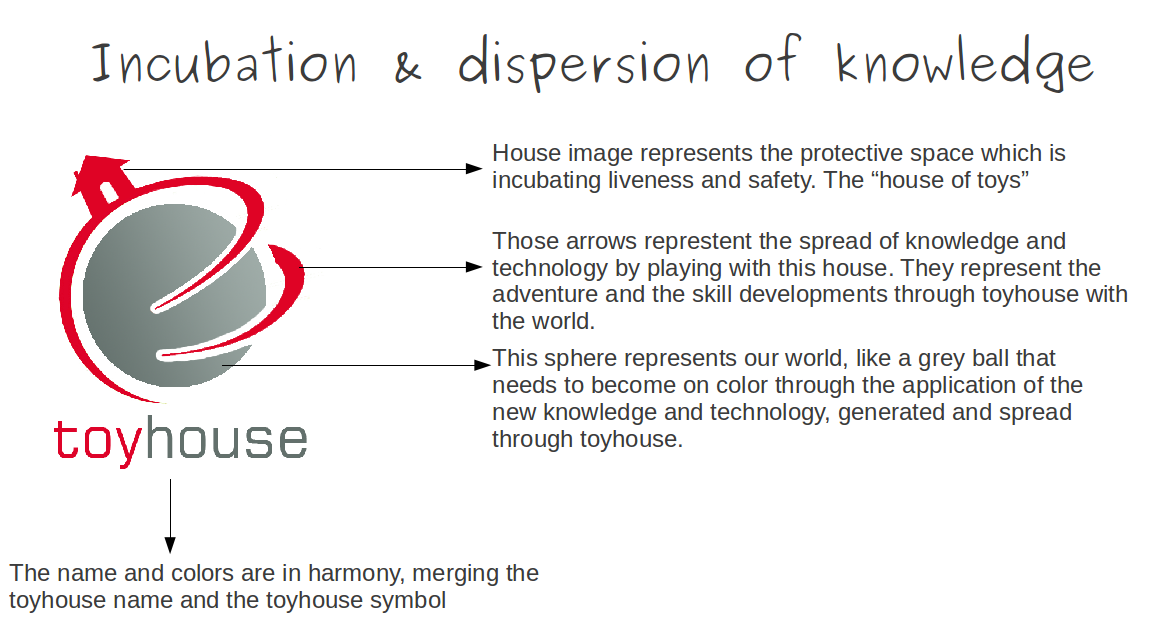 Incubation & dispersion of knowledge
House image represents the protective space which is
incubating liveness and safety. The “house of toys”
Those arrows represtent the spread of knowledge and
technology by playing with this house. They represent the
adventure and the skill developments through toyhouse with
the world.
This sphere represents our world, like a grey ball that
needs to become on color through the application of the
new knowledge and technology, generated and spread
through toyhouse.
toyhouse
The name and colors are in harmony, merging the
toyhouse name and the toyhouse symbol